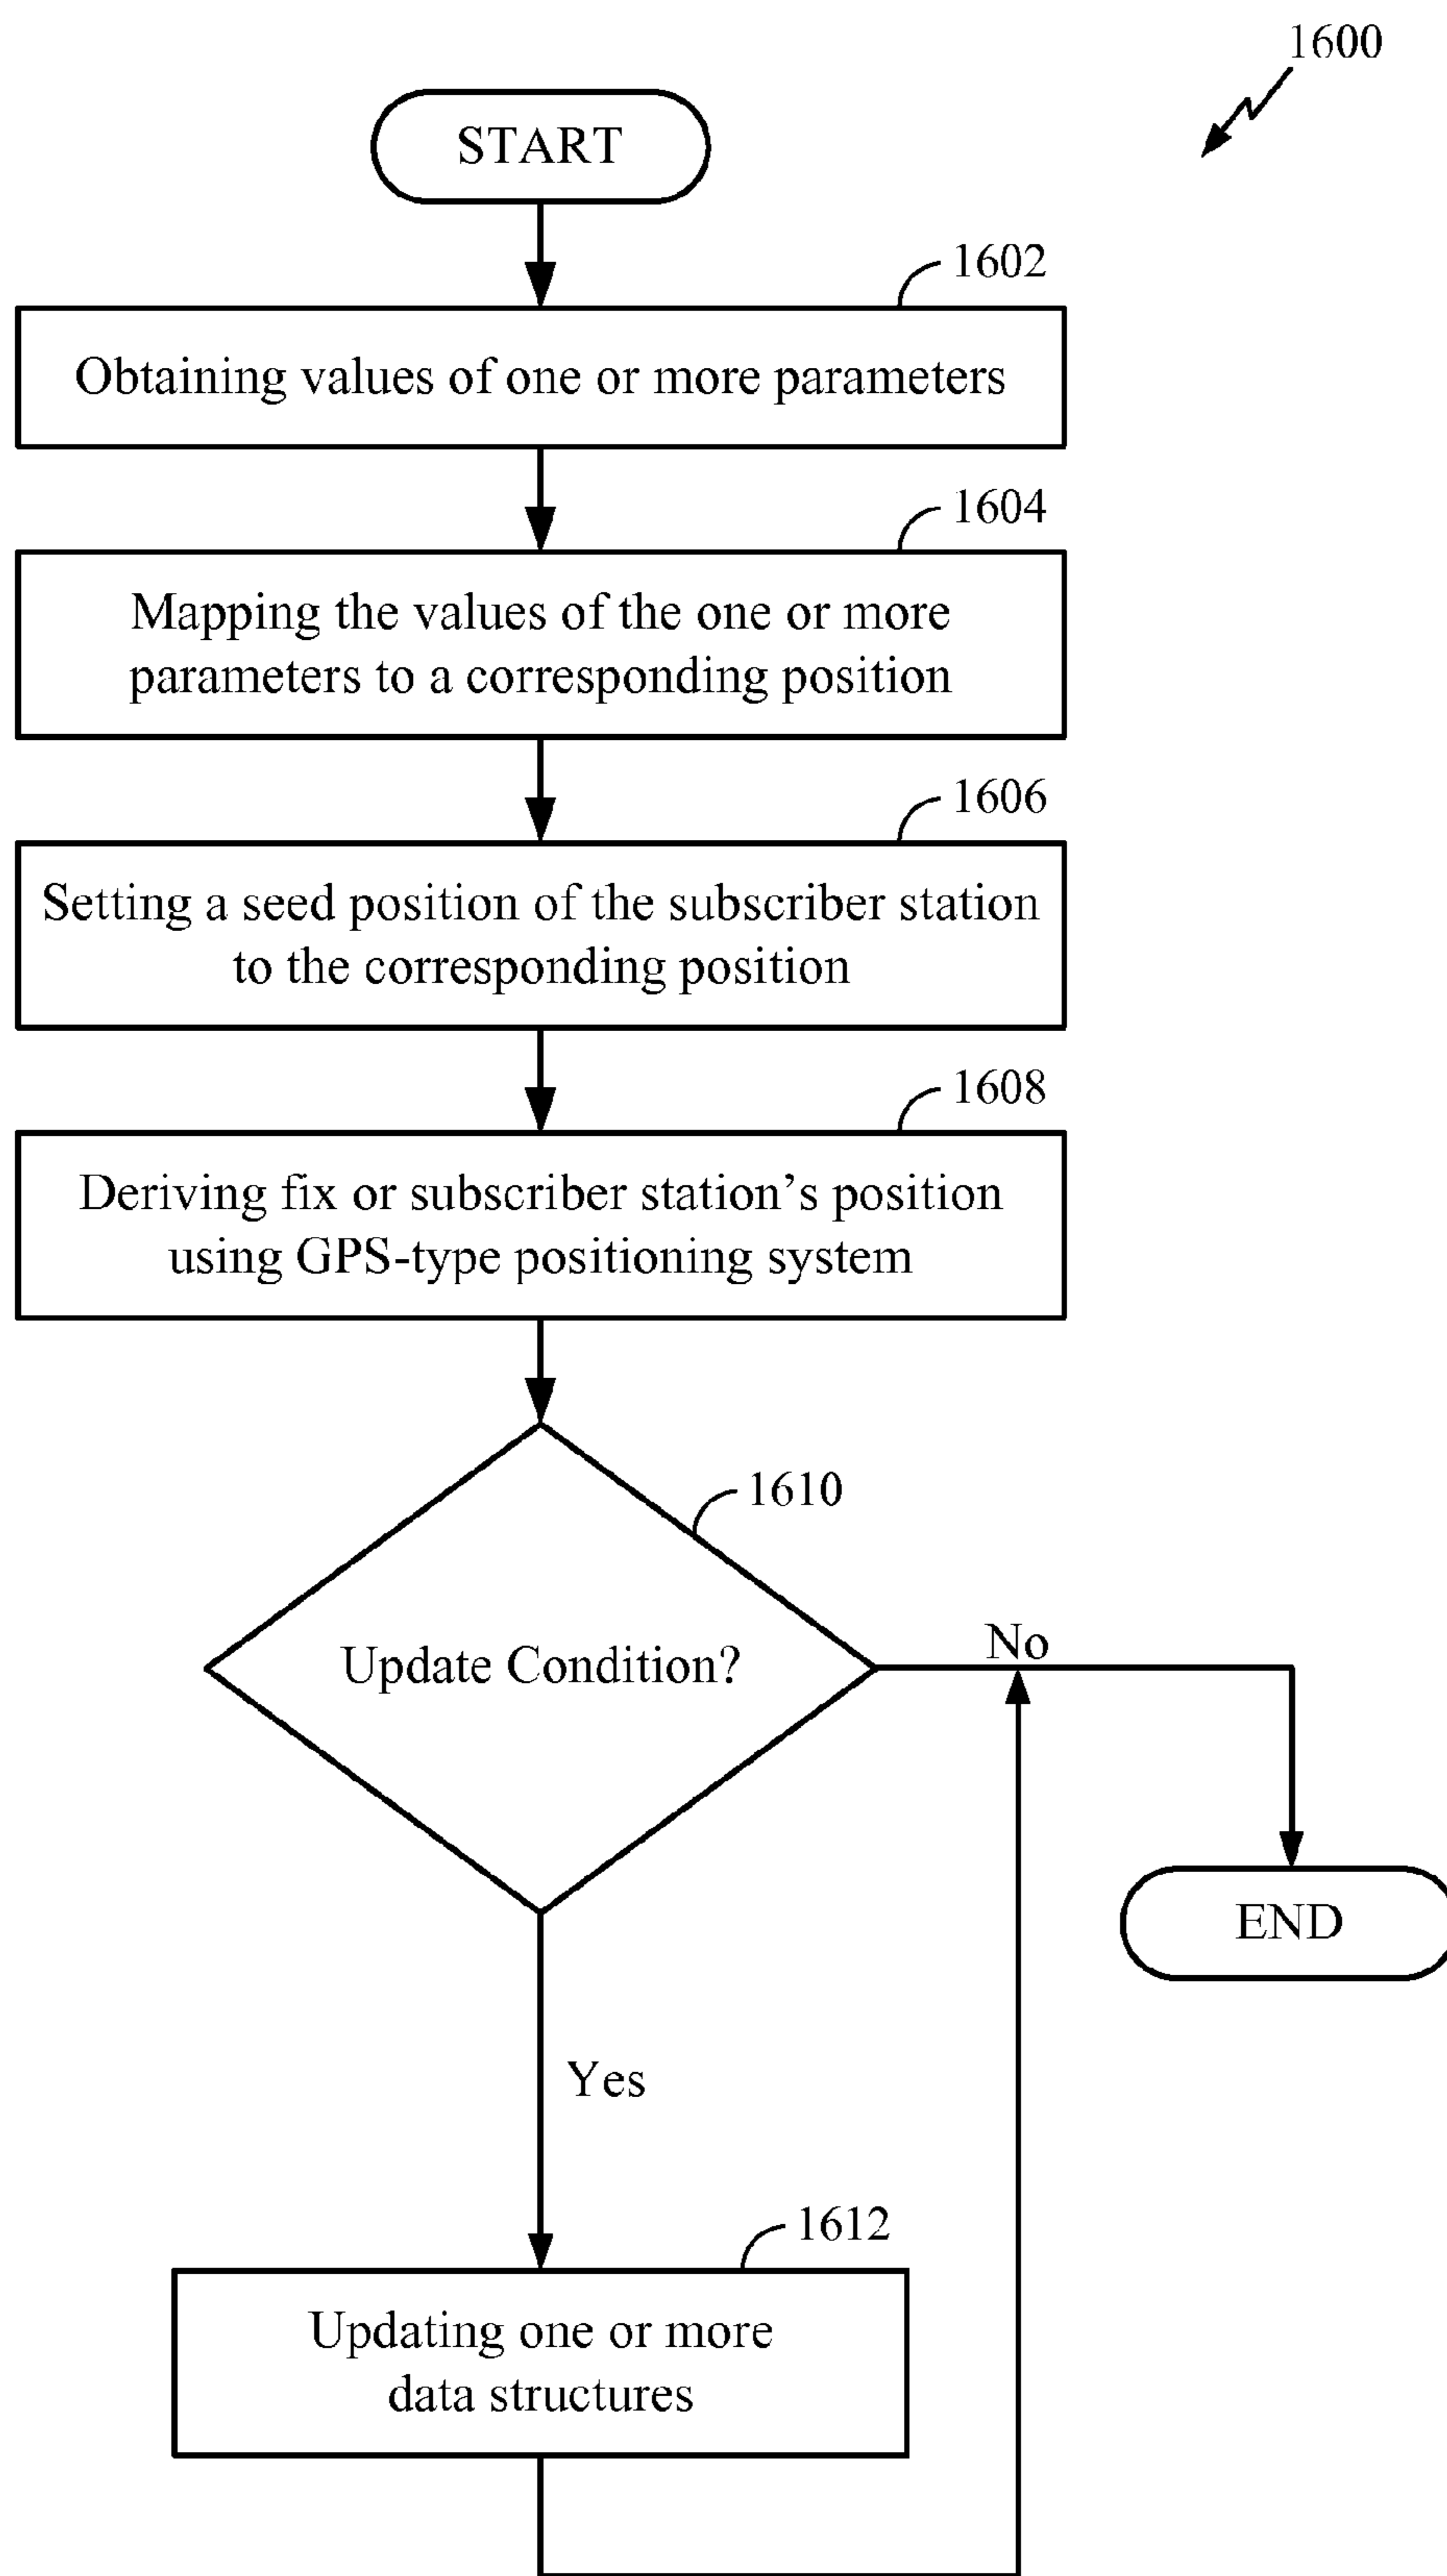 1600
START
1602
Obtaining values of one or more parameters
1604
Mapping the values of the one or more
parameters to a corresponding position
1606
Setting a seed position of the subscriber station
to the corresponding position
1608
Deriving fix or subscriber station's position
using GPS-type positioning system
1610
Update Condition?
No
END
Yes
1612
Updating one or more
data structures